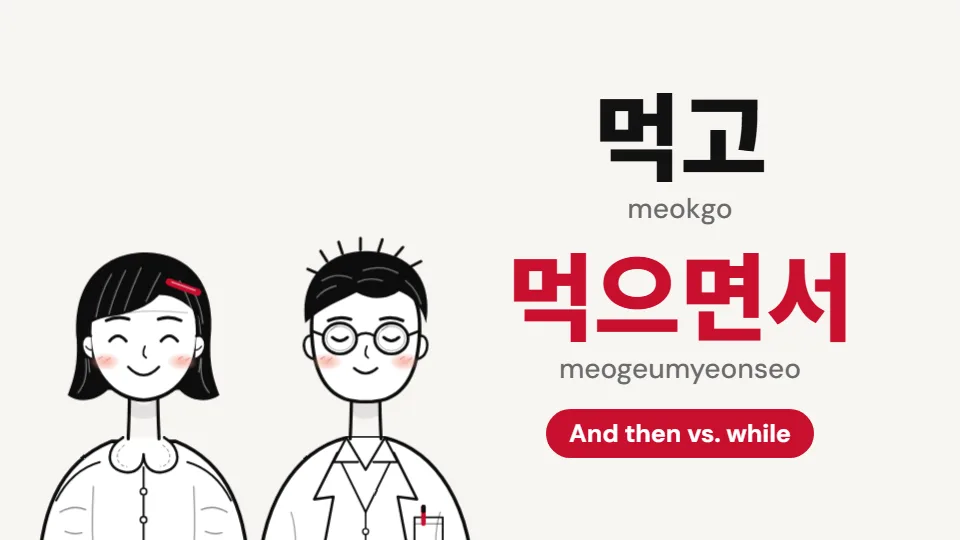 먹고
meokgo
먹으면서
meogeumyeonseo
And then vs. while